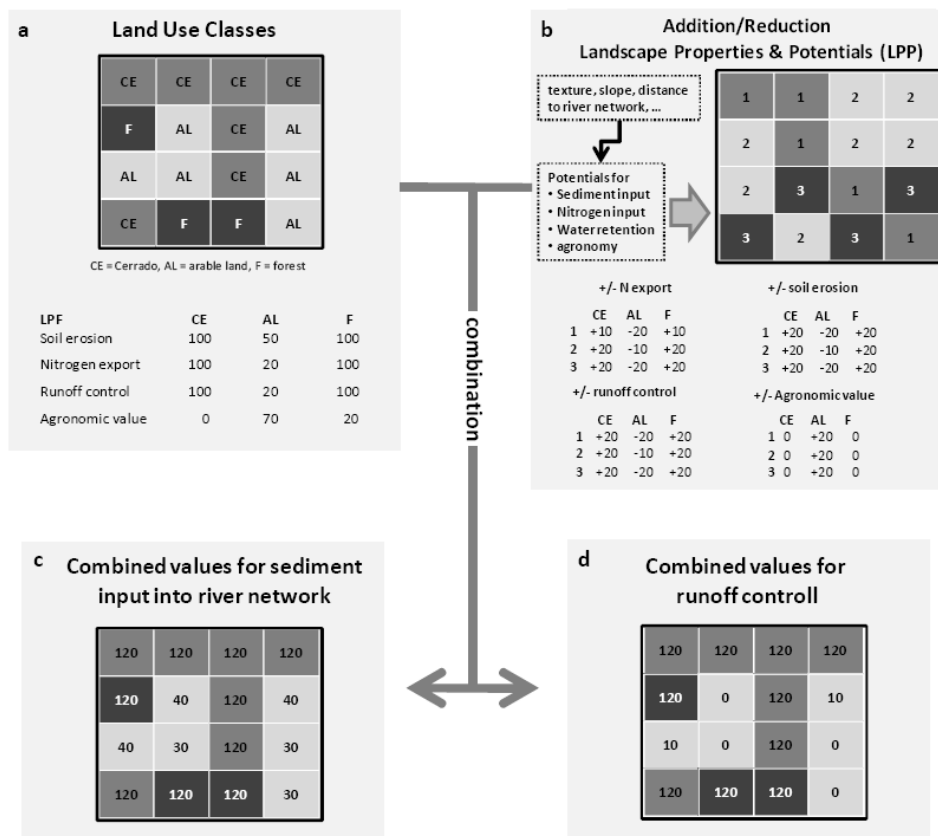 a
Land Use Classes
CE CE CE CE
F AL CE AL
AL AL CE AL
CE F F AL
CE = Cerrado, AL = arable land, F = forest
LPF CE AL F
Soil erosion 100 50 100
Nitrogen export 100 20 100
Runoff control 100 20 100
Agronomic value 0 70 20
b
Addition/Reduction
Landscape Properties & Potentials (LPP)
texture, slope, distance
to river network, ...
Potentials for
• Sediment input
• Nitrogen input
• Water retention
• agronomy
1 1 2 2
2 1 2 2
2 3 1 3
3 2 3 1
+/- N export
CE AL F
1 +10 -20 +10
2 +20 -10 +20
3 +20 -20 +20
+/- soil erosion
CE AL F
1 +20 -20 +20
2 +20 -10 +20
3 +20 -20 +20
+/- runoff control
CE AL F
1 +20 -20 +20
2 +20 -10 +20
3 +20 -20 +20
+/- Agronomic value
CE AL F
1 0 +20 0
2 0 +20 0
3 0 +20 0
combination
c
Combined values for sediment
input into river network
120 120 120 120
120 40 120 40
40 30 120 30
120 120 120 30
d
Combined values for
runoff controll
120 120 120 120
120 0 120 10
10 0 120 0
120 120 120 0